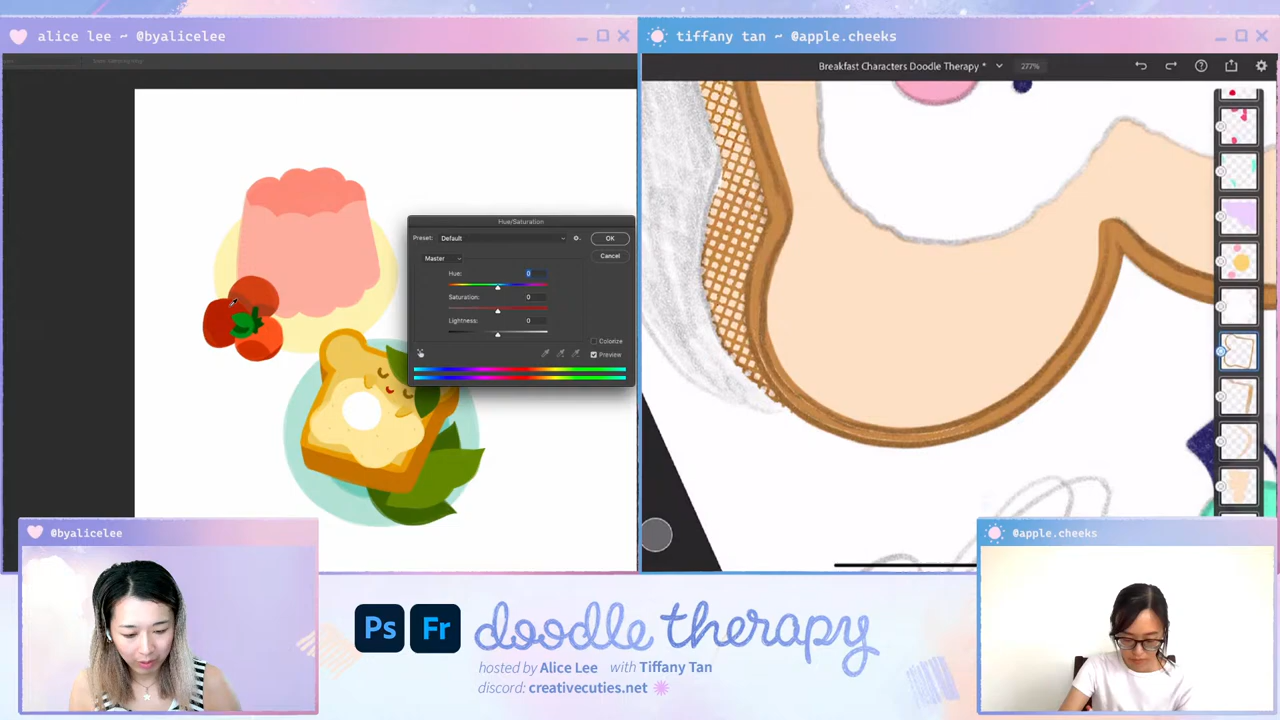 alice lee ~ @byalicelee
tiffany tan ~ @apple.cheeks
Breakfast Characters Doodle Therapy *
277%
Hue/Saturation
Preset:
Default
OK
Master
Cancel
Hue:
0
Saturation:
0
Lightness:
0
Colorize
Preview
@byalicelee
@apple.cheeks
Ps
Fr
doodle therapy
hosted by Alice Lee with Tiffany Tan
discord: creativecuties.net